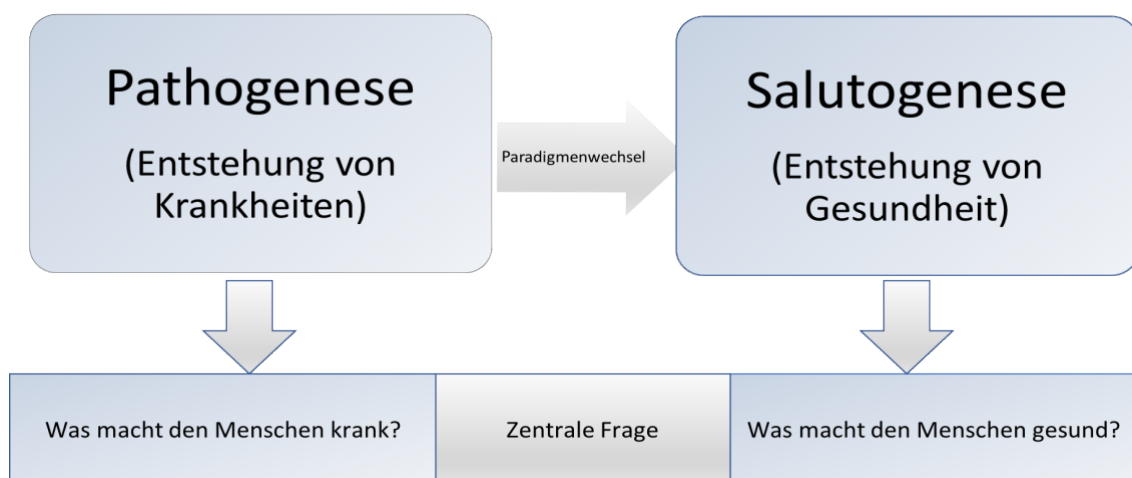 Pathogenese
(Entstehung von
Krankheiten)
Paradigmenwechsel
Salutogenese
(Entstehung von
Gesundheit)
Was macht den Menschen krank?
Zentrale Frage
Was macht den Menschen gesund?